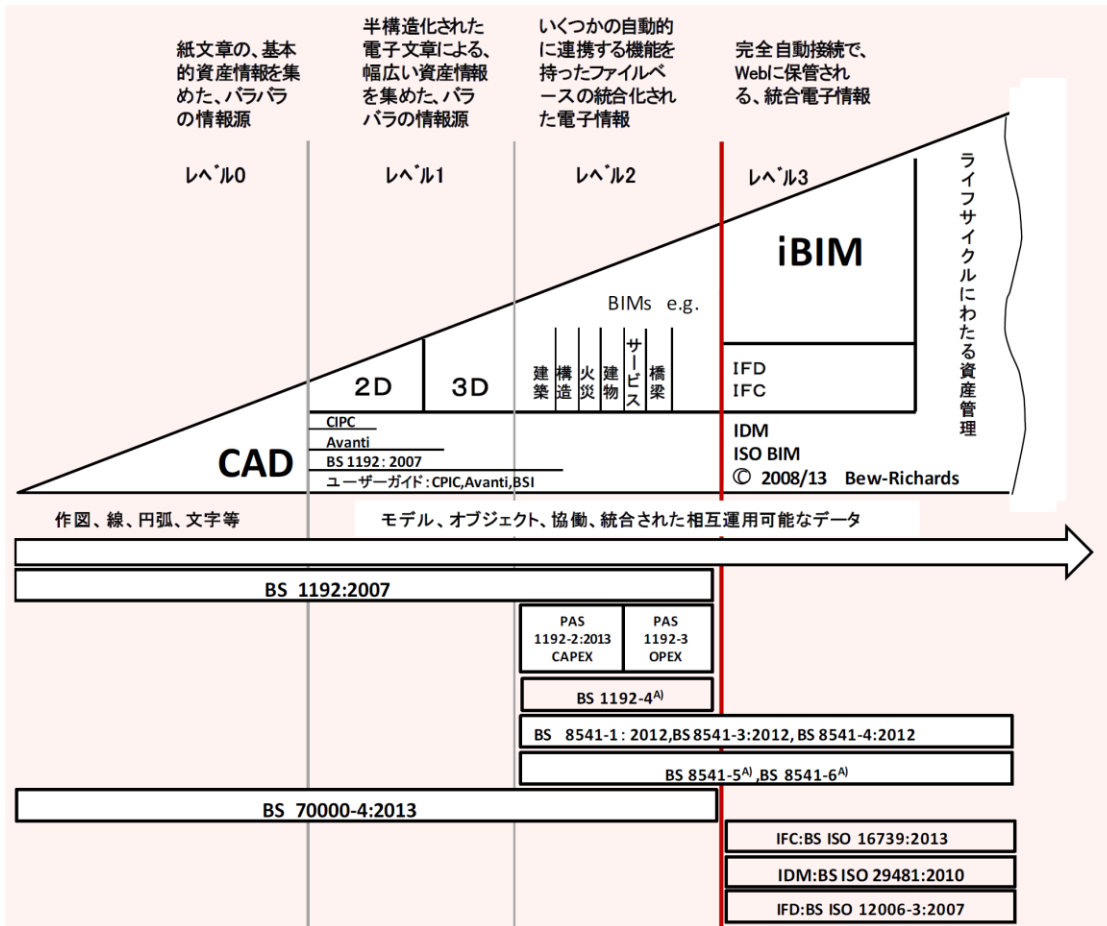 紙文章の、基本
的資産情報を集
めた、バラバラ
の情報源
半構造化された
電子文章による、
幅広い資産情報
を集めた、バラ
バラの情報源
いくつかの自動的
に連携する機能を
持ったファイルベ
ースの統合化され
た電子情報
完全自動接続で、
Webに保管され
る、統合電子情報
レベル0
レベル1
レベル2
レベル3
ライフサイクルにわたる資産管理
iBIM
BIMs e.g.
2D
3D
建築
構造
火災
建物
サービス
橋梁
IFD
IFC
CAD
CIPC
Avanti
BS 1192:2007
ユーザーガイド:CPIC,Avanti,BSI
IDM
ISO BIM
© 2008/13 Bew-Richards
作図、線、円弧、文字等
モデル、オブジェクト、協働、統合された相互運用可能なデータ
BS 1192:2007
PAS
1192-2:2013
CAPEX
PAS
1192-3
OPEX
BS 1192-4A)
BS 8541-1:2012,BS 8541-3:2012, BS 8541-4:2012
BS 8541-5A),BS 8541-6A)
BS 70000-4:2013
IFC:BS ISO 16739:2013
IDM:BS ISO 29481:2010
IFD:BS ISO 12006-3:2007